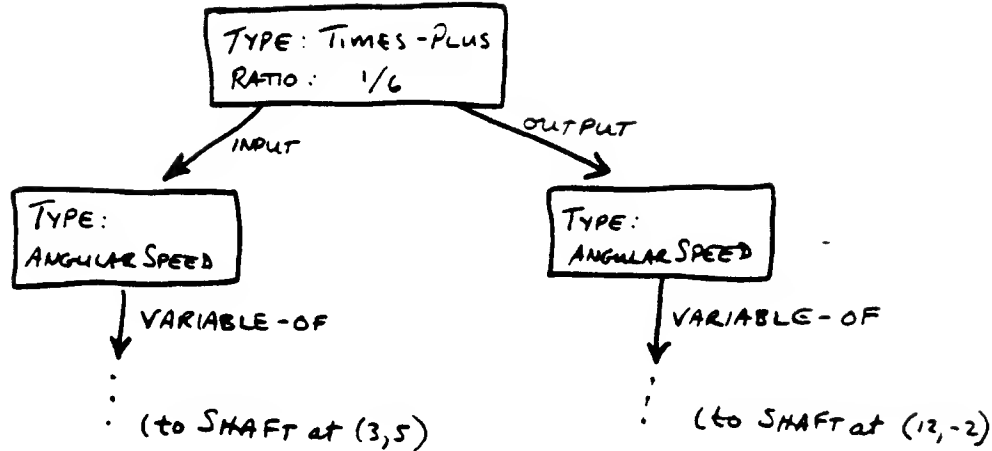 TYPE: TIMES-PLUS
RATIO: 1/6
INPUT
OUTPUT
TYPE:
ANGULAR SPEED
TYPE:
ANGULAR SPEED
VARIABLE-OF
VARIABLE-OF
(to SHAFT at (3,5)
(to SHAFT at (12,-2)